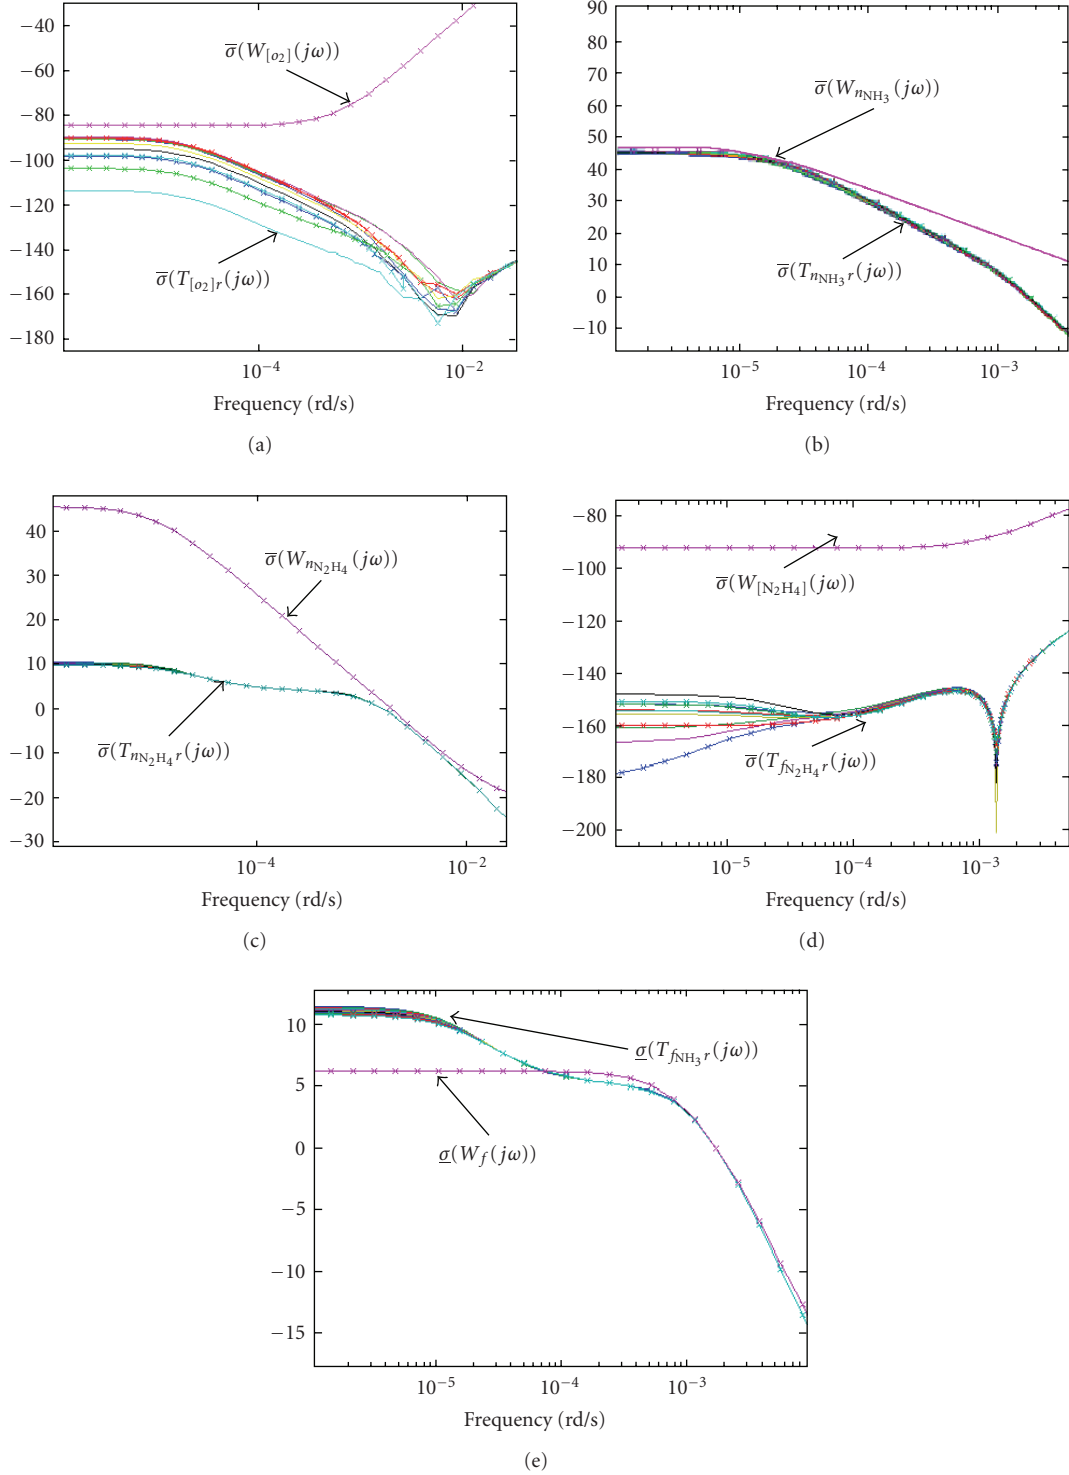 −40
−60
−80
−100
−120
−140
−160
−180
σ̅(W[o₂](jω))
σ̅(T[o₂]r(jω))
10⁻⁴ 10⁻²
Frequency (rd/s)
(a)
90
80
70
60
50
40
30
20
10
0
−10
σ̅(WnNH₃(jω))
σ̅(TnNH₃r(jω))
10⁻⁵ 10⁻⁴ 10⁻³
Frequency (rd/s)
(b)
40
30
20
10
0
−10
−20
−30
σ̅(WnN₂H₄(jω))
σ̅(TnN₂H₄r(jω))
10⁻⁴ 10⁻²
Frequency (rd/s)
(c)
−80
−100
−120
−140
−160
−180
−200
σ̅(W[N₂H₄](jω))
σ̅(TfN₂H₄r(jω))
10⁻⁵ 10⁻⁴ 10⁻³
Frequency (rd/s)
(d)
10
5
0
−5
−10
−15
σ̲(TfNH₃r(jω))
σ̲(Wf(jω))
10⁻⁵ 10⁻⁴ 10⁻³
Frequency (rd/s)
(e)